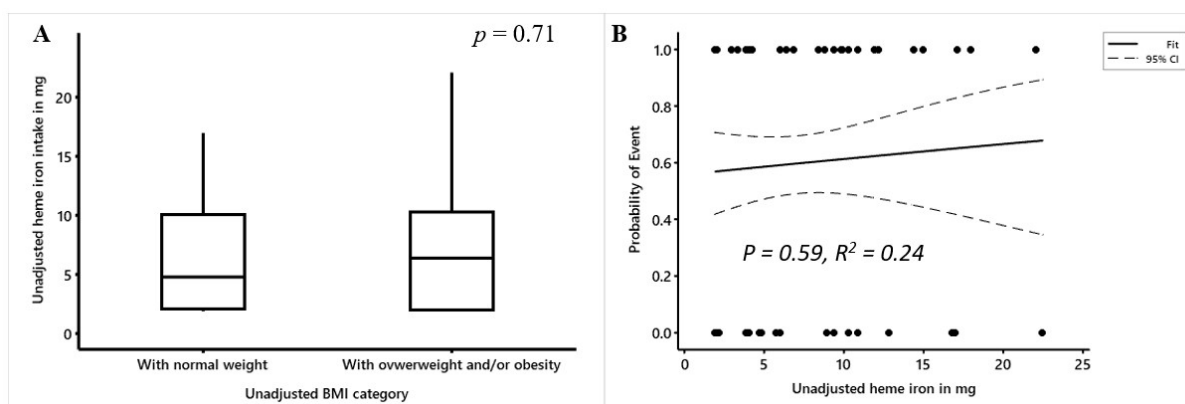 A
p = 0.71
Unadjusted heme iron intake in mg
20
15
10
5
0
With normal weight
With ovwerweight and/or obesity
Unadjusted BMI category
B
Fit
95% CI
Probability of Event
1.0
0.8
0.6
0.4
0.2
0.0
P = 0.59, R² = 0.24
0
5
10
15
20
25
Unadjusted heme iron in mg